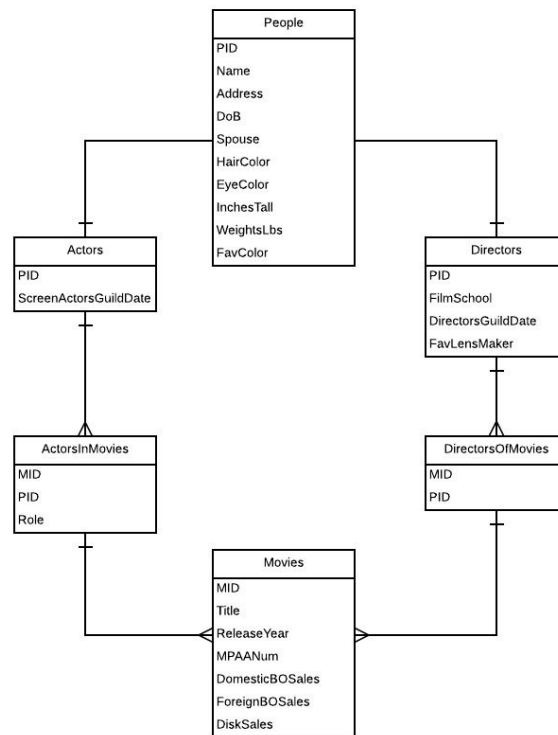 People
PID
Name
Address
DoB
Spouse
HairColor
EyeColor
InchesTall
WeightsLbs
FavColor
Actors
PID
ScreenActorsGuildDate
Directors
PID
FilmSchool
DirectorsGuildDate
FavLensMaker
ActorsInMovies
MID
PID
Role
DirectorsOfMovies
MID
PID
Movies
MID
Title
ReleaseYear
MPAANum
DomesticBOSales
ForeignBOSales
DiskSales